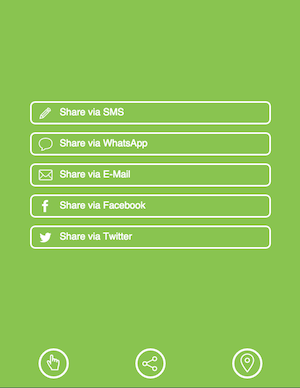 Share via SMS
Share via WhatsApp
Share via E-Mail
Share via Facebook
Share via Twitter